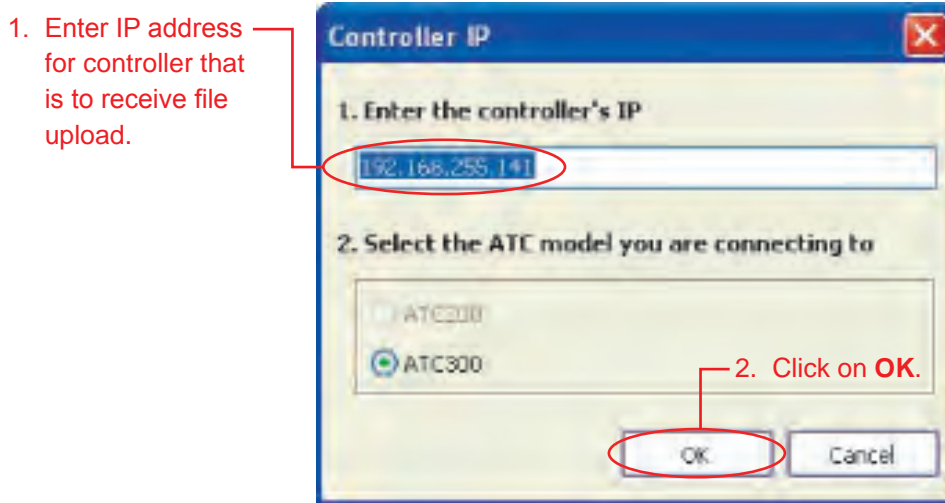 1. Enter IP address
for controller that
is to receive file
upload.
Controller IP
1. Enter the controller's IP
192.168.255.141
2. Select the ATC model you are connecting to
ATC200
ATC300
2. Click on OK.
OK
Cancel